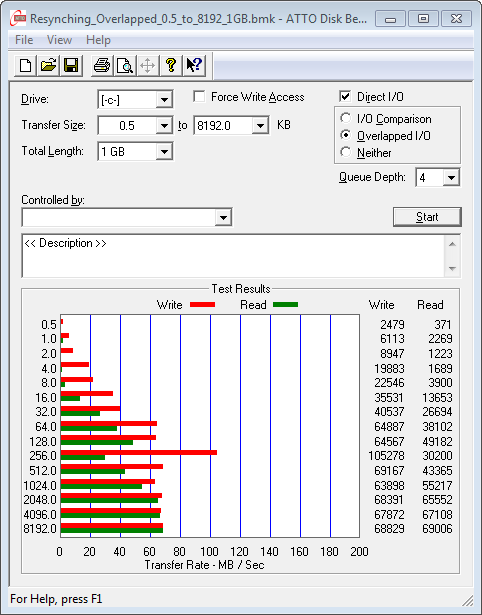 Resynching_Overlapped_0.5_to_8192_1GB.bmk - ATTO Disk Be...
File View Help
Drive: [-c-] Force Write Access Direct I/O
Transfer Size: 0.5 to 8192.0 KB I/O Comparison
Overlapped I/O
Total Length: 1 GB Neither
Queue Depth: 4
Controlled by:
Start
<< Description >>
Test Results
Write Read Write Read
0.5 2479 371
1.0 6113 2269
2.0 8947 1223
4.0 19883 1689
8.0 22546 3900
16.0 35531 13653
32.0 40537 26694
64.0 64887 38102
128.0 64567 49182
256.0 105278 30200
512.0 69167 43365
1024.0 63898 55217
2048.0 68391 65552
4096.0 67872 67108
8192.0 68829 69006
0 20 40 60 80 100 120 140 160 180 200
Transfer Rate - MB / Sec
For Help, press F1